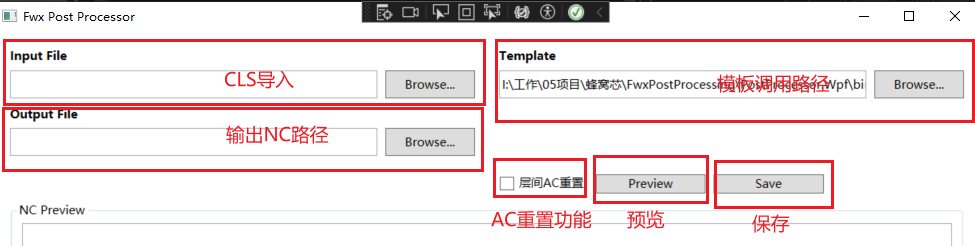 Fwx Post Processor
Input File
CLS导入
Browse...
Template
I:\工作\05项目\蜂窝芯\FwxPostProcessing\
Wpf\bi
模板调用路径
Browse...
Output File
输出NC路径
Browse...
层间AC重置
Preview
Save
AC重置功能
预览
保存
NC Preview